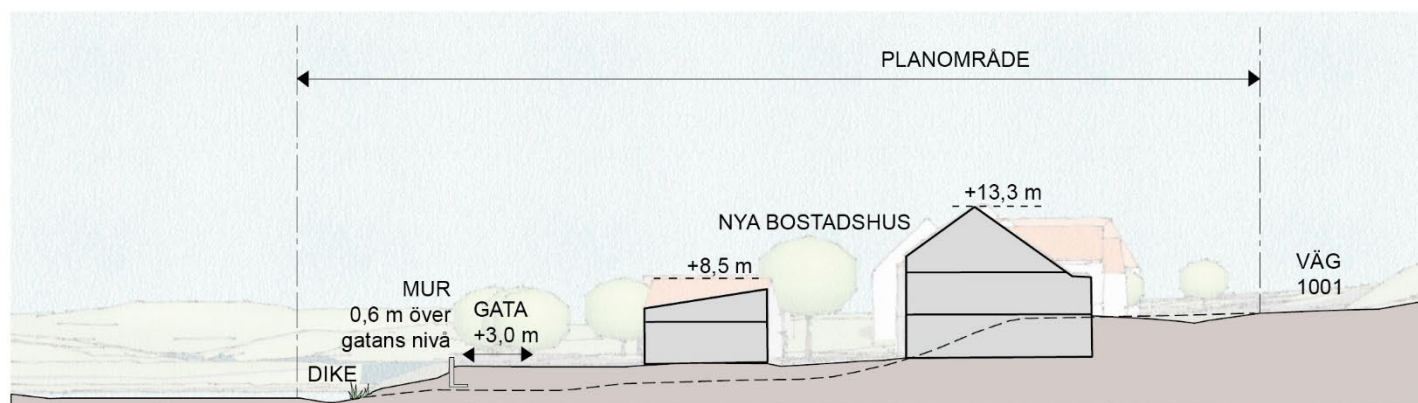 PLANOMRÅDE
+13,3 m
NYA BOSTADSHUS
+8,5 m
VÄG
1001
MUR
0,6 m över
gatans nivå
GATA
+3,0 m
DIKE